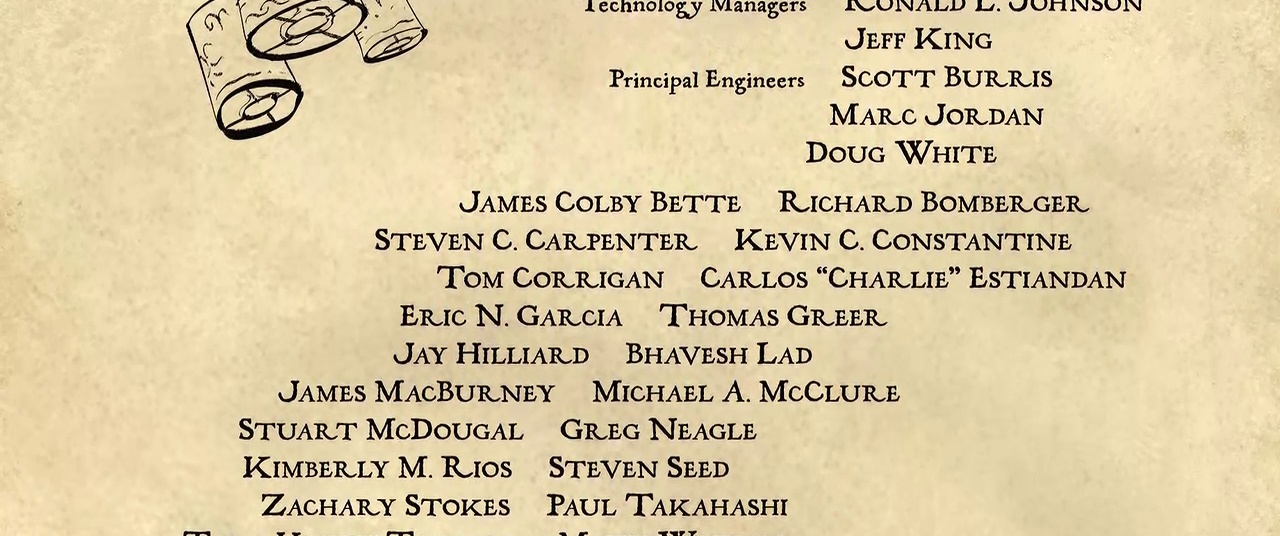 Technology Managers RONALD L. JOHNSON
JEFF KING
Principal Engineers SCOTT BURRIS
MARC JORDAN
DOUG WHITE
JAMES COLBY BETTE RICHARD BOMBERGER
STEVEN C. CARPENTER KEVIN C. CONSTANTINE
TOM CORRIGAN CARLOS “CHARLIE” ESTIANDAN
ERIC N. GARCIA THOMAS GREER
JAY HILLIARD BHAVESH LAD
JAMES MACBURNEY MICHAEL A. MCCLURE
STUART MCDOUGAL GREG NEAGLE
KIMBERLY M. RIOS STEVEN SEED
ZACHARY STOKES PAUL TAKAHASHI